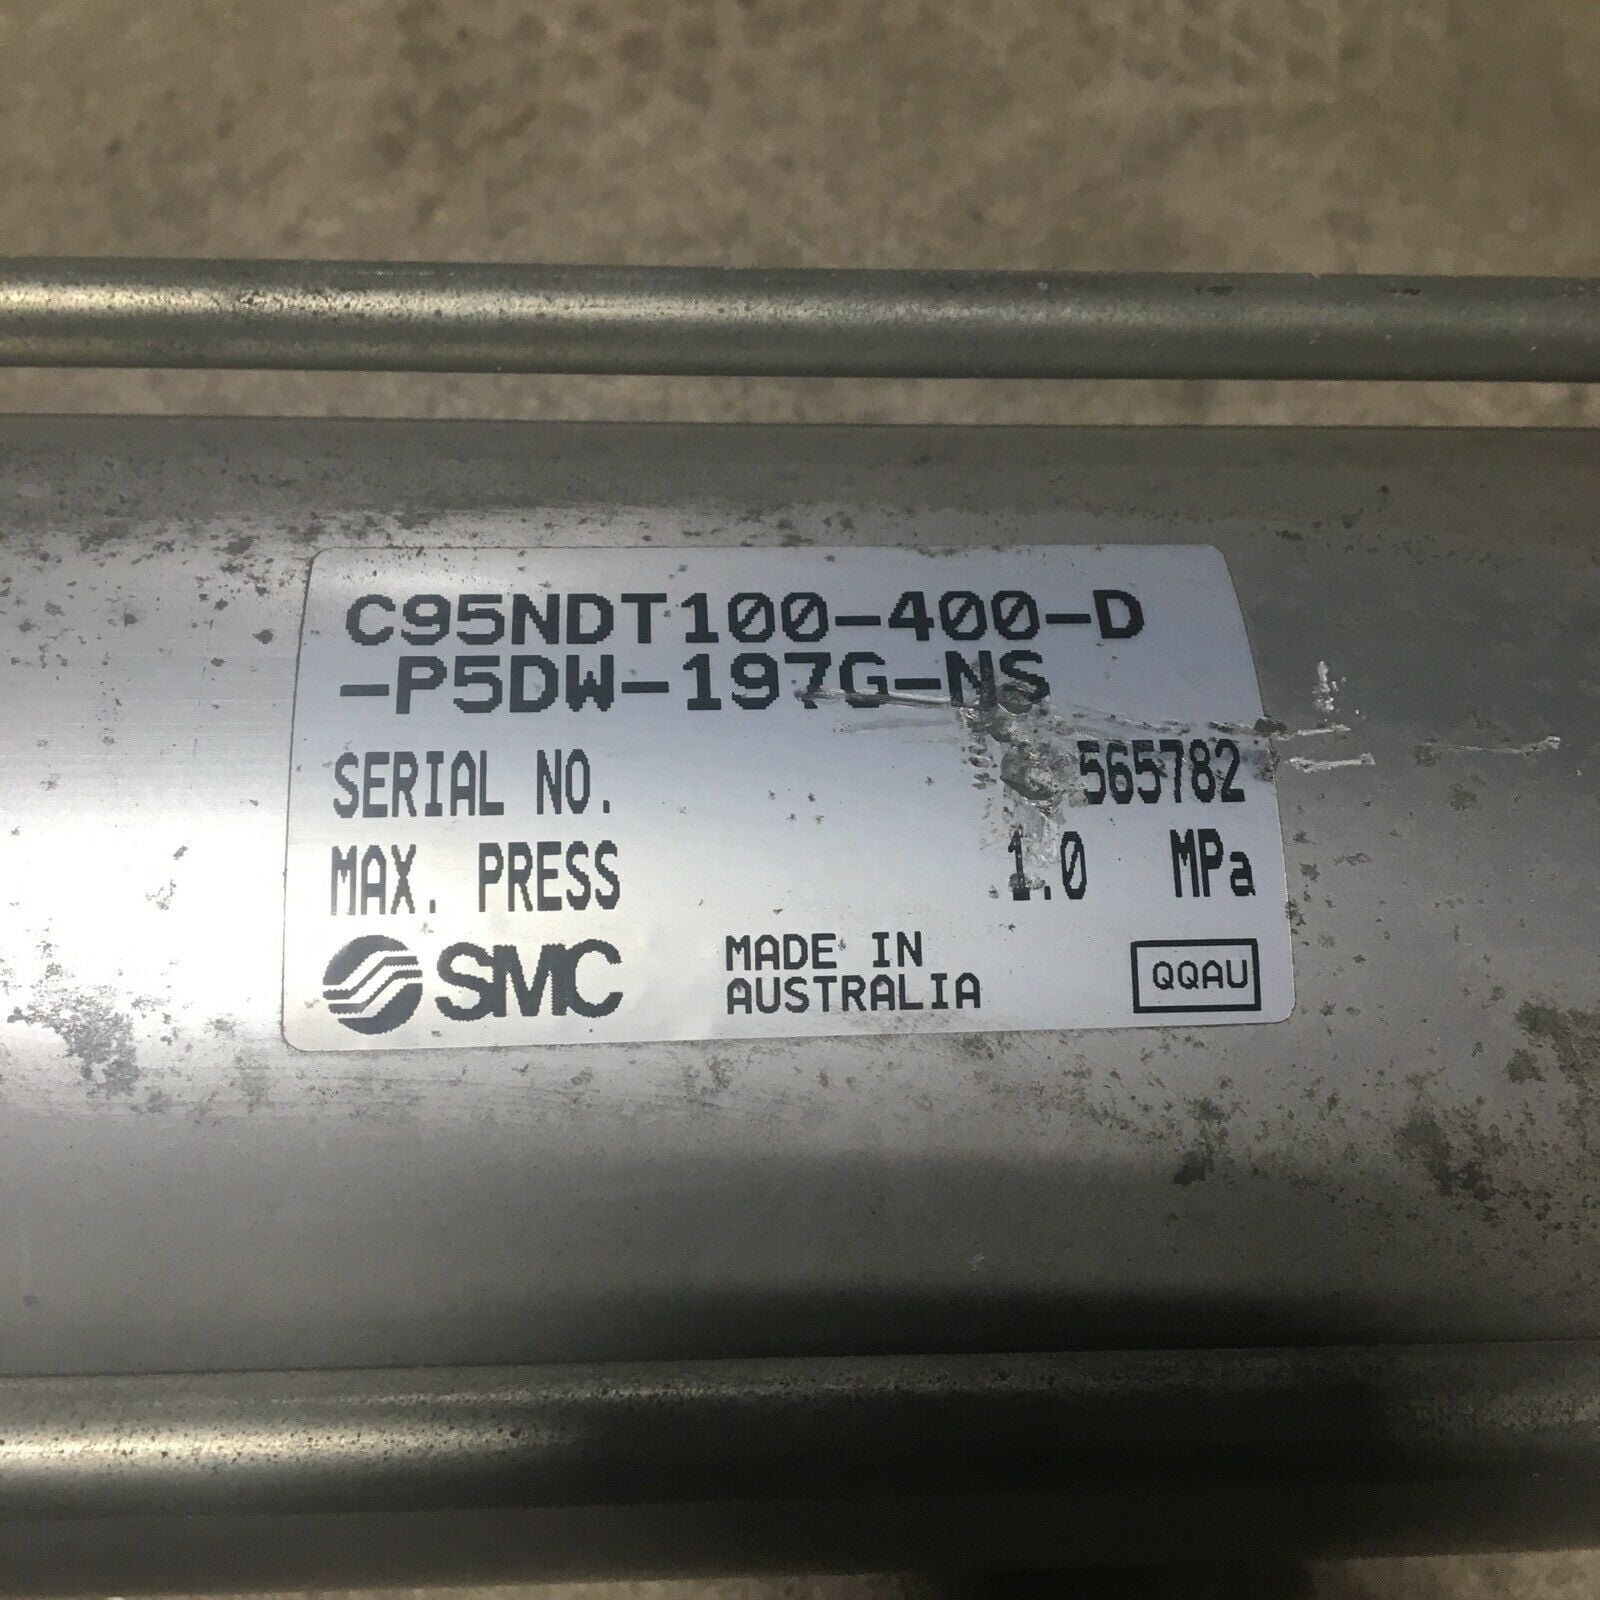 C95NDT100-400-D
-P5DW-197G-NS
SERIAL NO. 565782
MAX. PRESS 1.0 MPa
SMC MADE IN
AUSTRALIA
QQAU